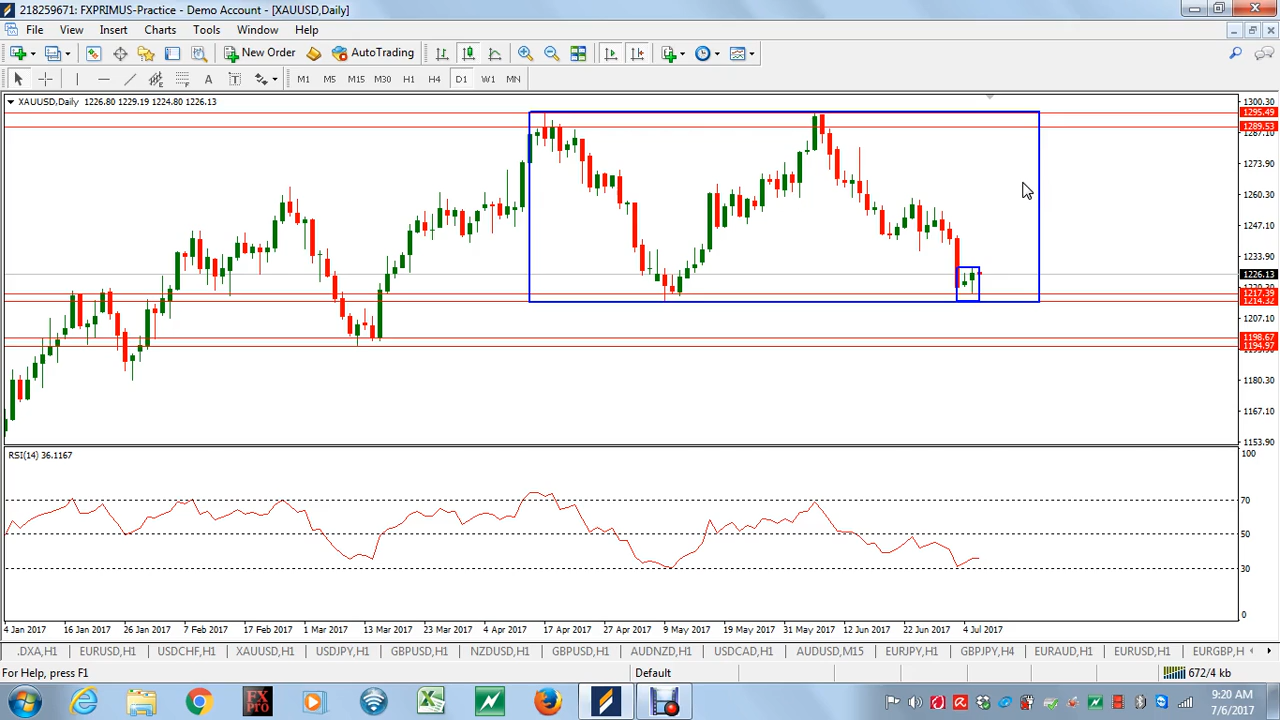 218259671: FXPRIMUS-Practice - Demo Account - [XAUUSD,Daily]
File View Insert Charts Tools Window Help
New Order AutoTrading
A T M1 M5 M15 M30 H1 H4 D1 W1 MN
XAUUSD,Daily 1226.80 1229.19 1224.80 1226.13
1300.30
1295.49
1289.53
1287.10
1273.90
1260.30
1247.10
1233.90
1226.13
1217.39
1214.32
1207.10
1198.67
1194.97
1180.30
1167.10
1153.90
RSI(14) 36.1167
100
70
50
30
0
4 Jan 2017 16 Jan 2017 26 Jan 2017 7 Feb 2017 17 Feb 2017 1 Mar 2017 13 Mar 2017 23 Mar 2017 4 Apr 2017 17 Apr 2017 27 Apr 2017 9 May 2017 19 May 2017 31 May 2017 12 Jun 2017 22 Jun 2017 4 Jul 2017
.DXA,H1 EURUSD,H1 USDCHF,H1 XAUUSD,H1 USDJPY,H1 GBPUSD,H1 NZDUSD,H1 GBPUSD,H1 AUDNZD,H1 USDCAD,H1 AUDUSD,M15 EURJPY,H1 GBPJPY,H4 EURAUD,H1 EURUSD,H1 EURGBP,H
For Help, press F1 Default 672/4 kb
FX PRO
9:20 AM
7/6/2017